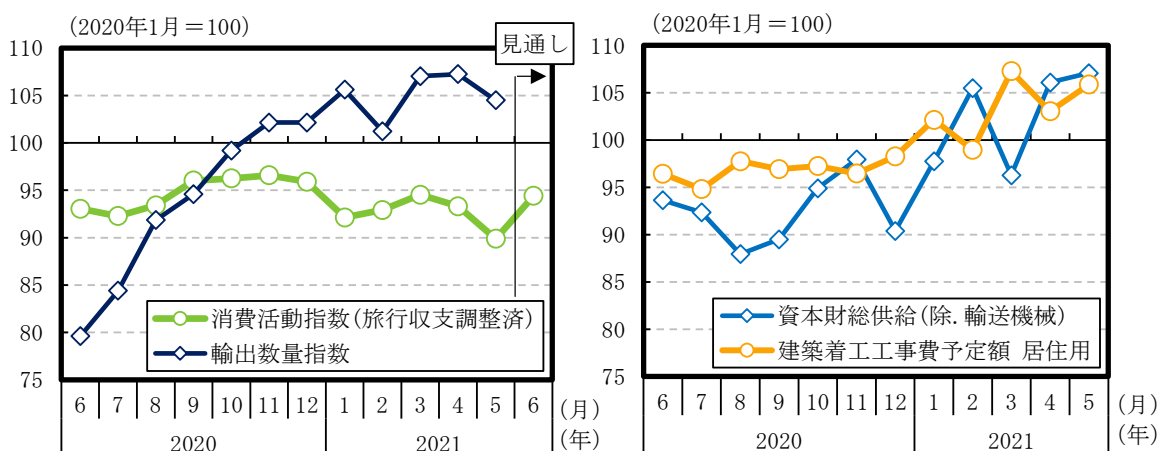 (2020年1月＝100)
見通し
110
105
100
95
90
85
80
75
消費活動指数(旅行収支調整済)
輸出数量指数
6 7 8 9 10 11 12 1 2 3 4 5 6 (月)
2020 2021 (年)
(2020年1月＝100)
110
105
100
95
90
85
80
75
資本財総供給(除．輸送機械)
建築着工工事費予定額 居住用
6 7 8 9 10 11 12 1 2 3 4 5 (月)
2020 2021 (年)